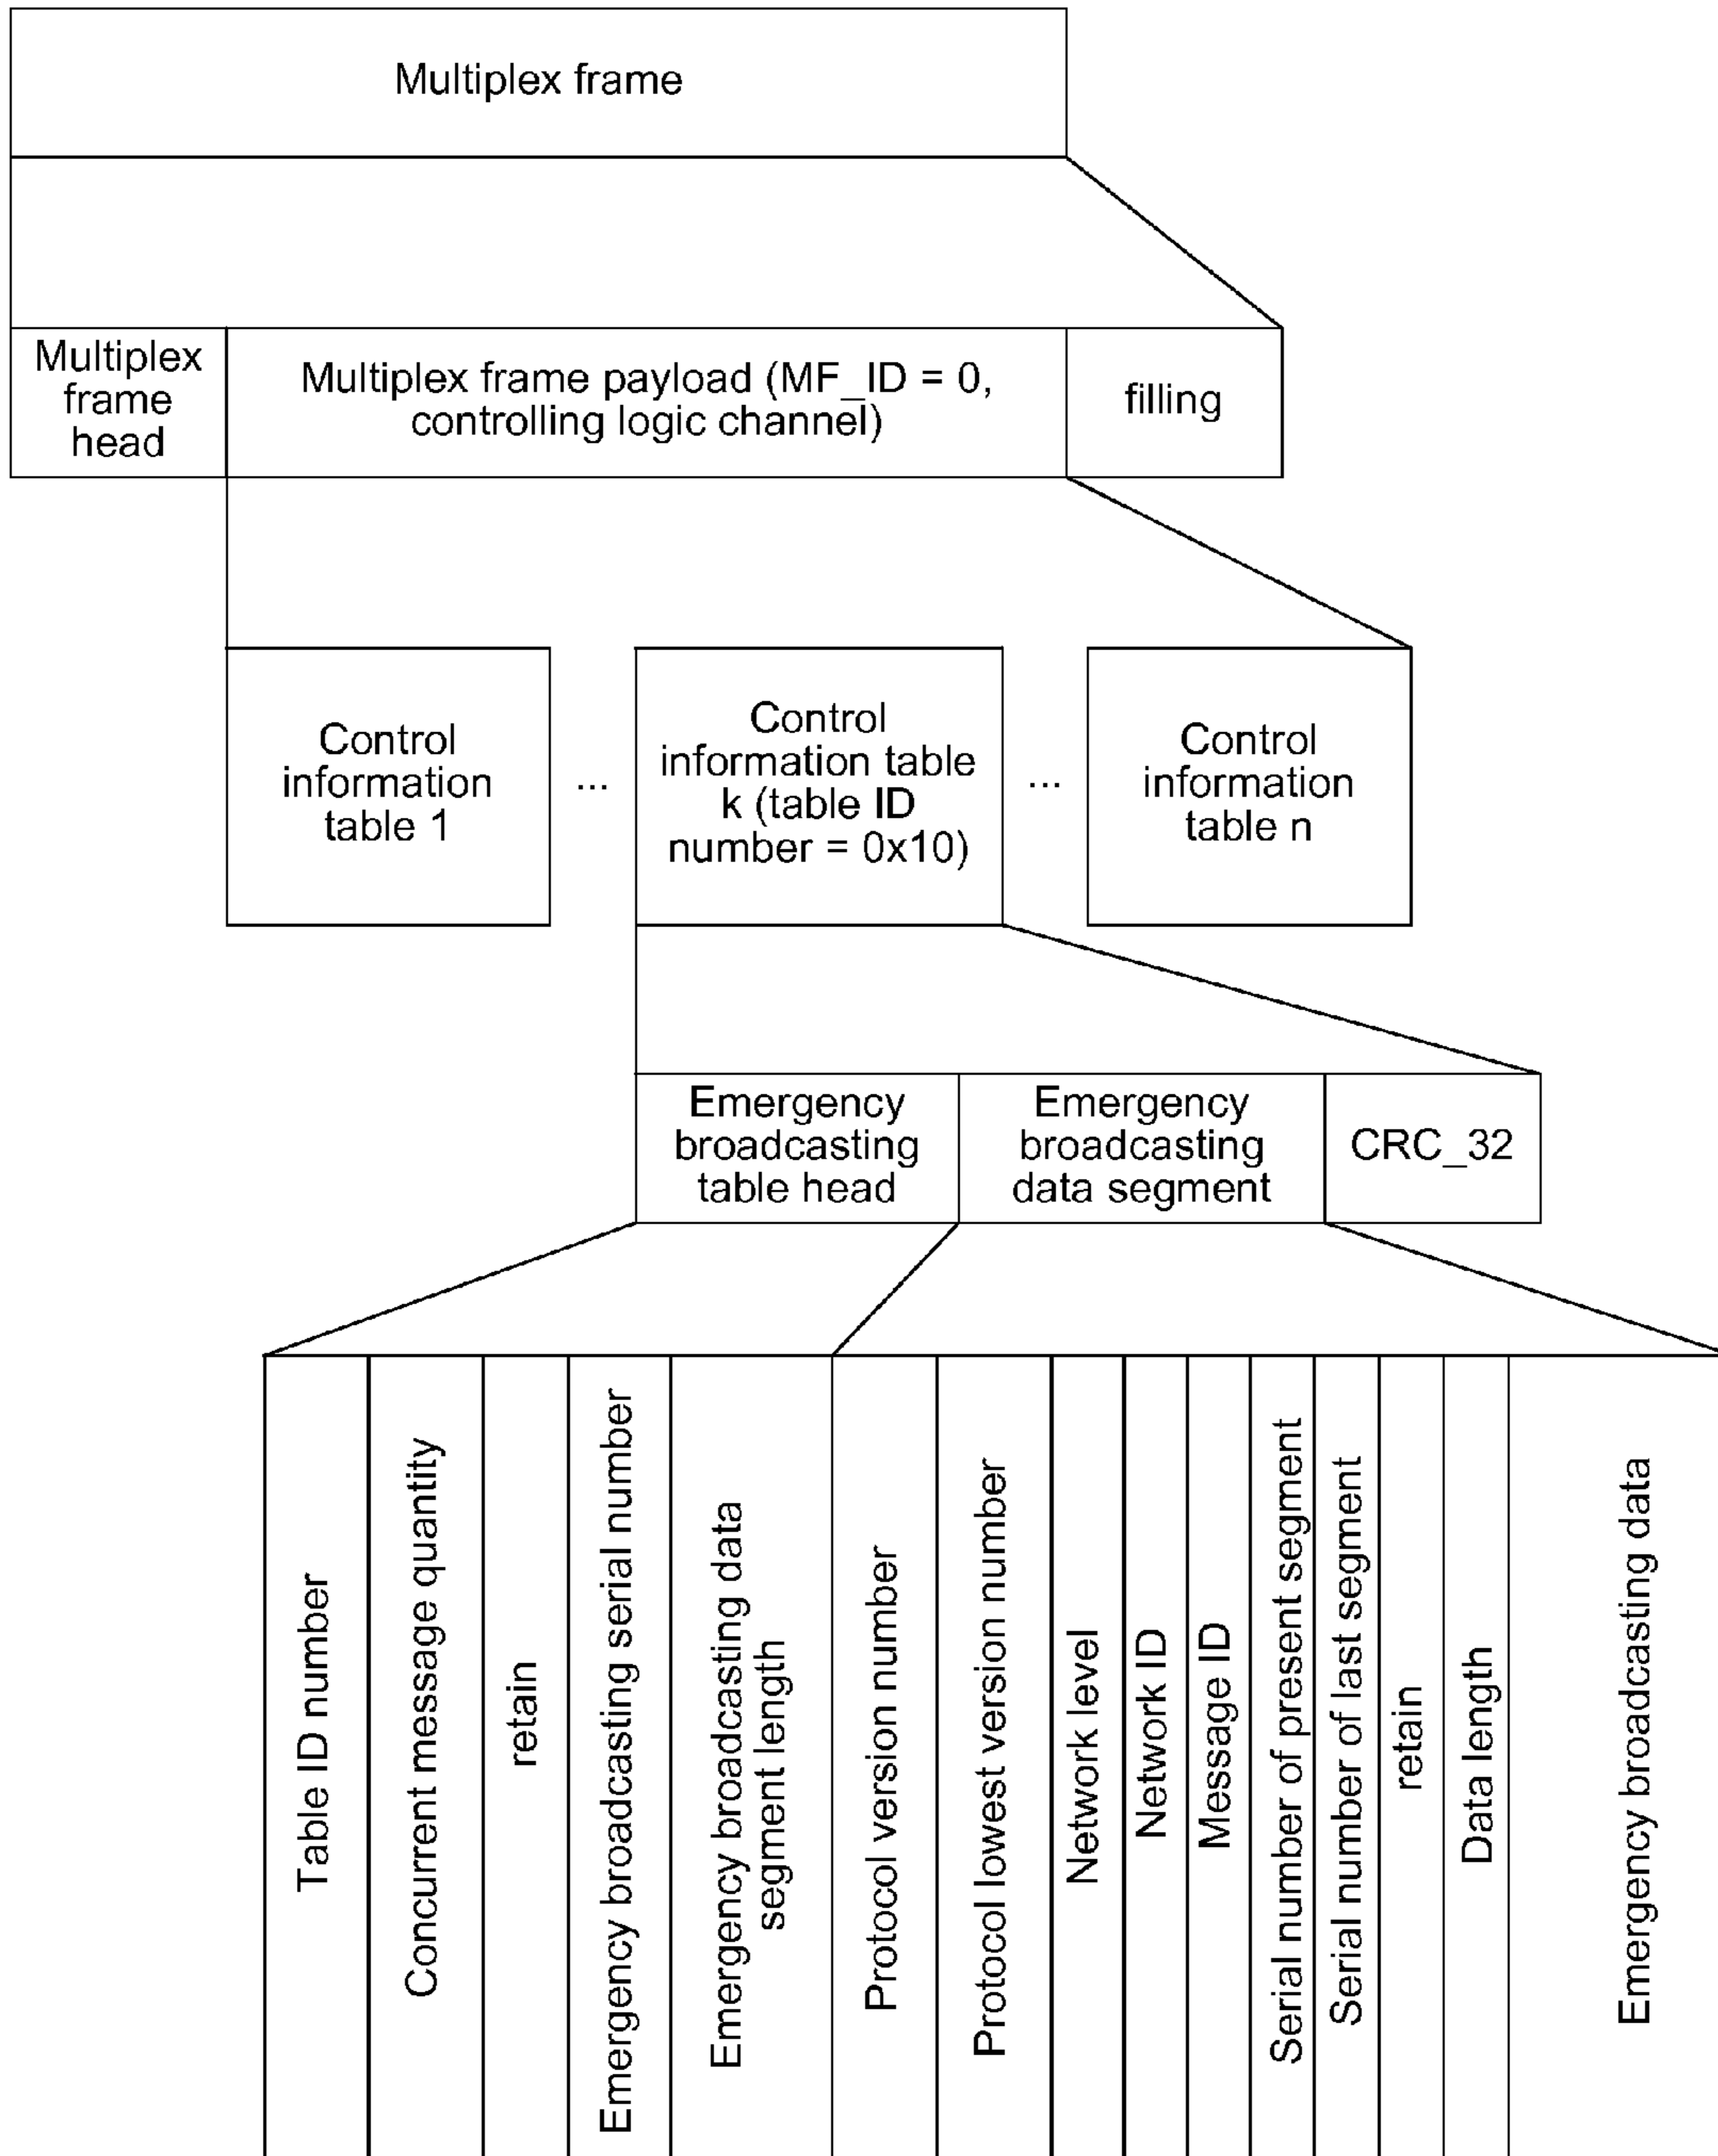 Multiplex frame
Multiplex
frame
head
Multiplex frame payload (MF_ID = 0,
controlling logic channel)
filling
Control
information
table 1
...
Control
information table
k (table ID
number = 0x10)
...
Control
information
table n
Emergency
broadcasting
table head
Emergency
broadcasting
data segment
CRC_32
Table ID number
Concurrent message quantity
retain
Emergency broadcasting serial number
Emergency broadcasting data
segment length
Protocol version number
Protocol lowest version number
Network level
Network ID
Message ID
Serial number of present segment
Serial number of last segment
retain
Data length
Emergency broadcasting data